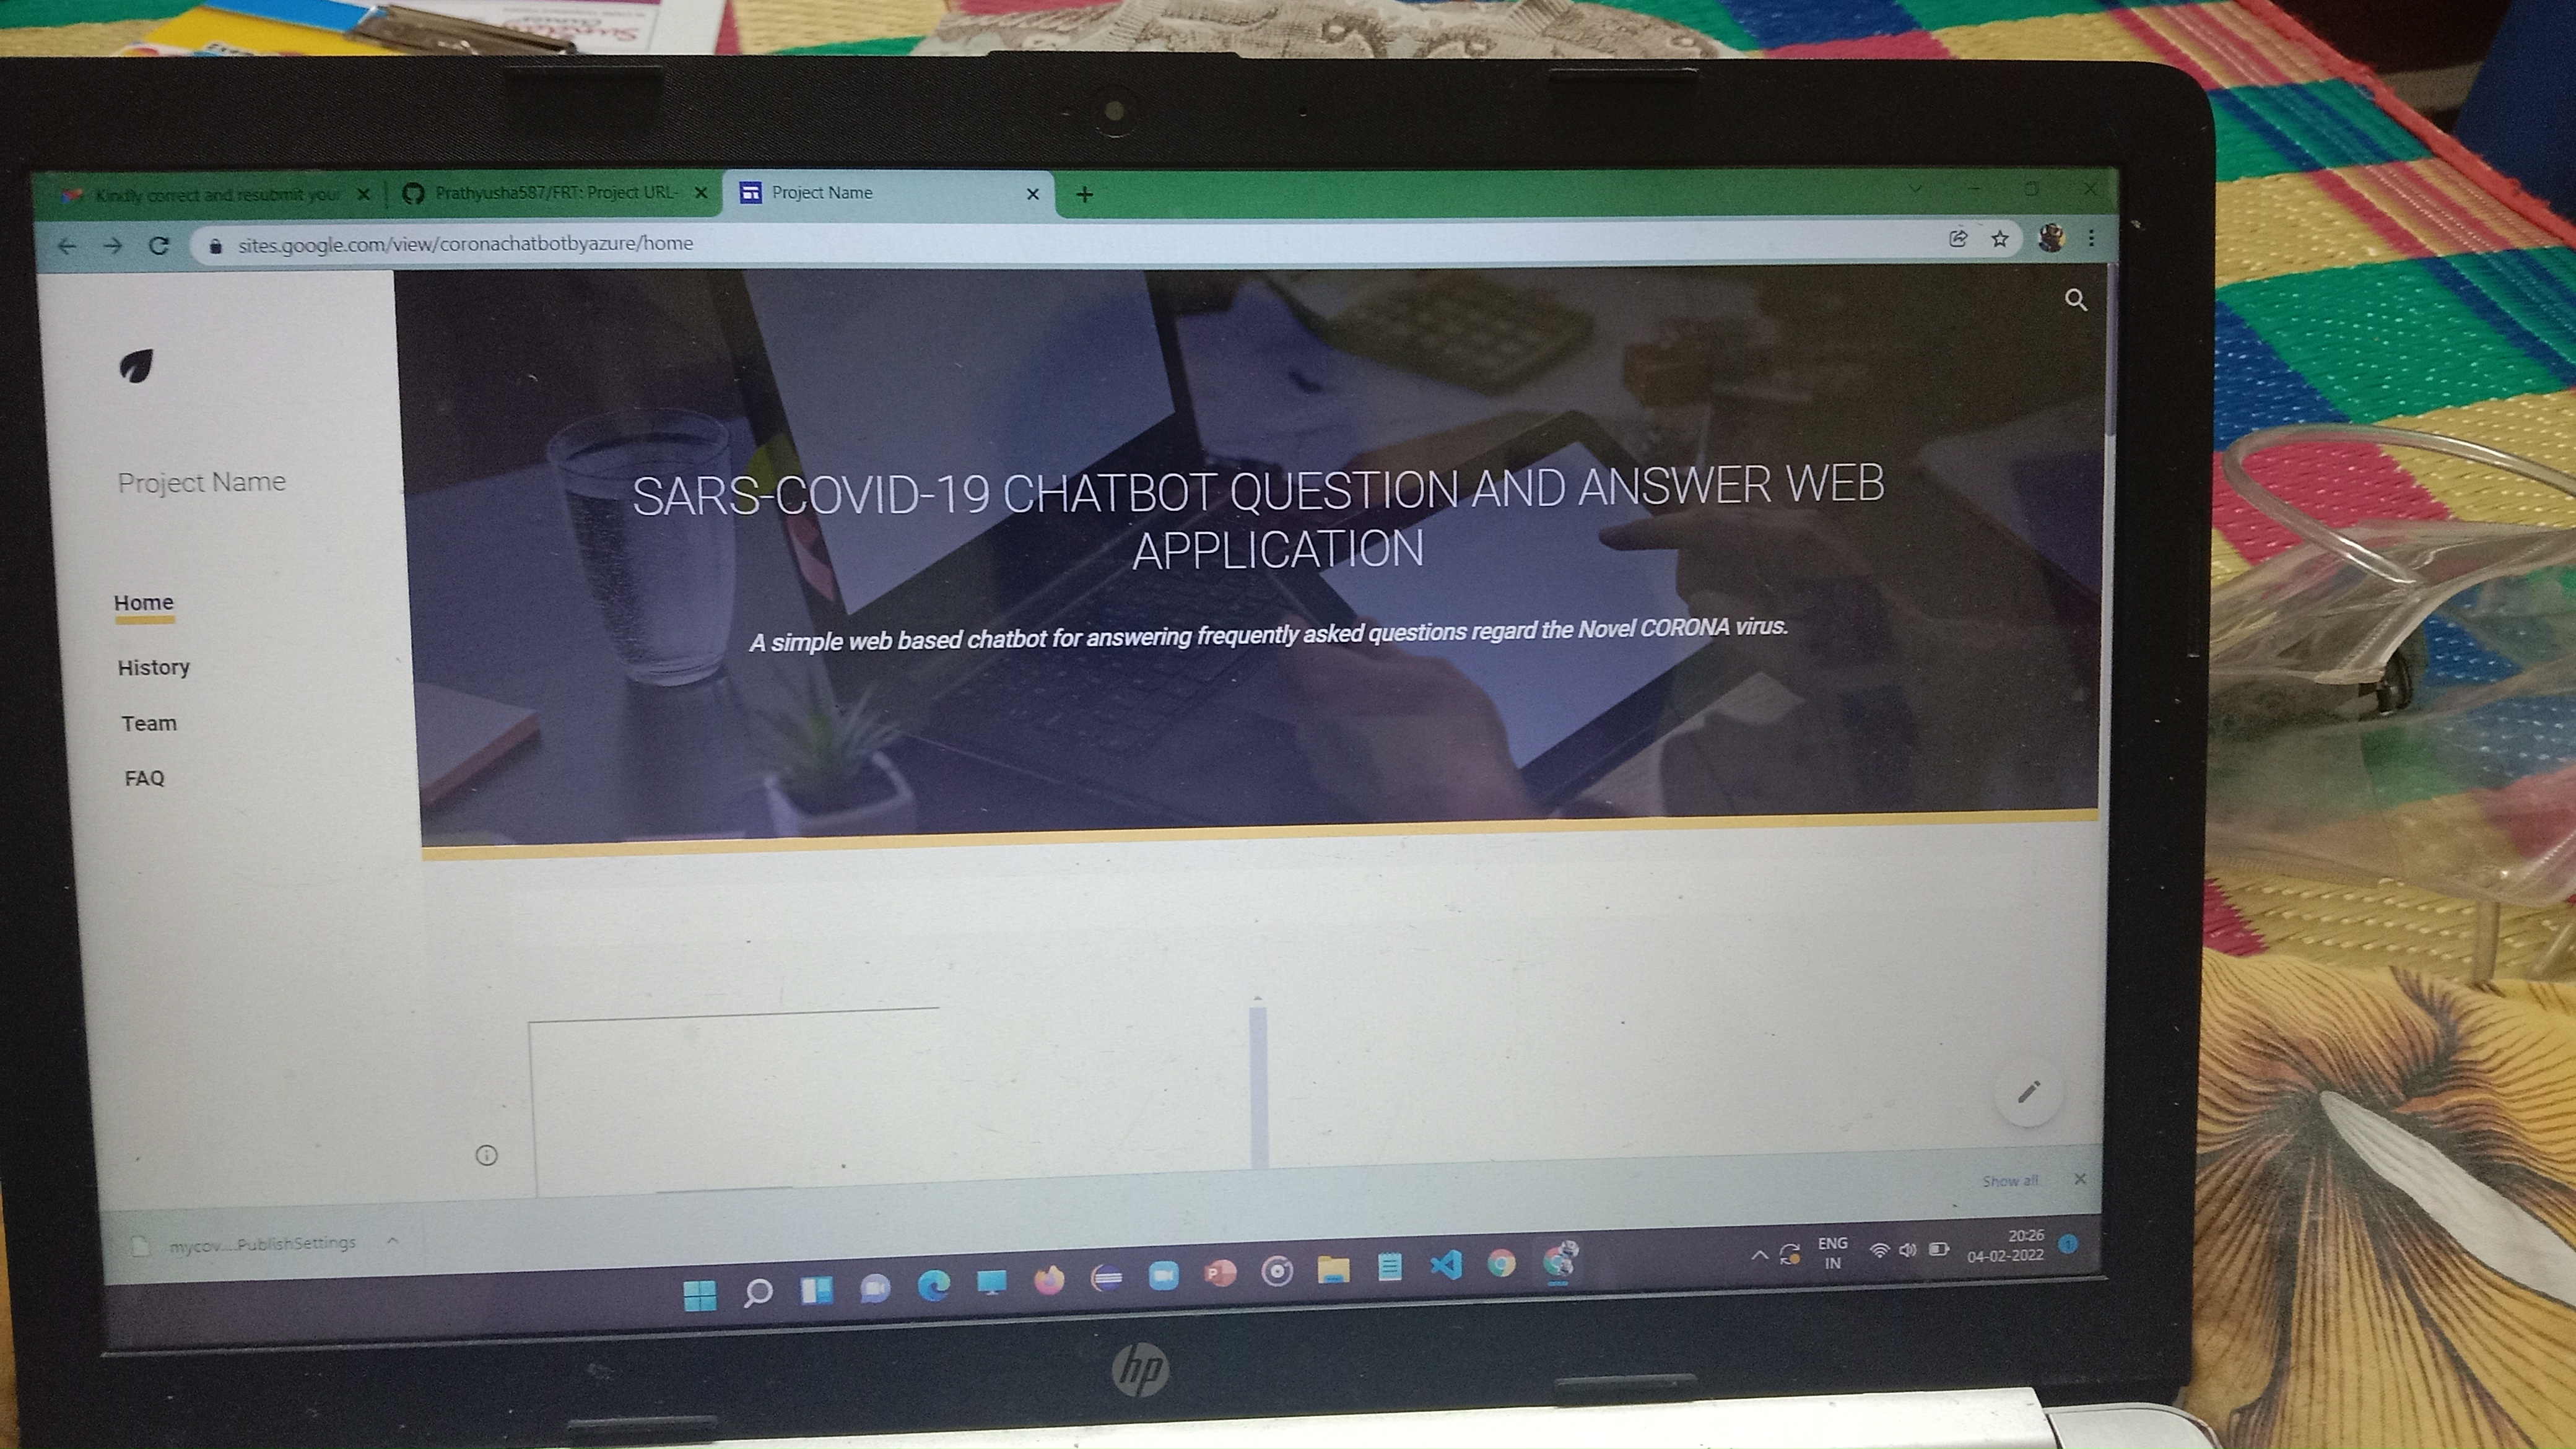 Kindly correct and resubmit your
Prathyusha587/FRT: Project URL-
Project Name
sites.google.com/view/coronachatbotbyazure/home
Project Name
Home
History
Team
FAQ
SARS-COVID-19 CHATBOT QUESTION AND ANSWER WEB
APPLICATION
A simple web based chatbot for answering frequently asked questions regard the Novel CORONA virus.
Show all
mycov....PublishSettings
ENG
IN
20:26
04-02-2022
1
hp